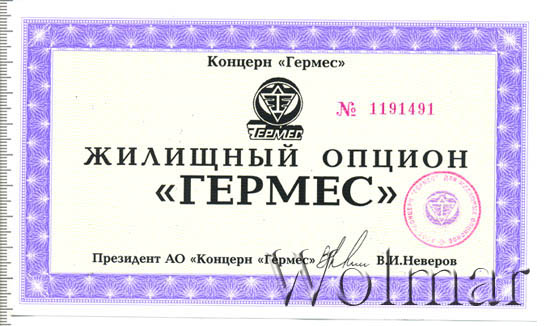 Концерн «Гермес»
ГЕРМЕС
№ 1191491
ЖИЛИЩНЫЙ ОПЦИОН
«ГЕРМЕС»
Президент АО «Концерн «Гермес»
В.И.Неверов
Wolmar